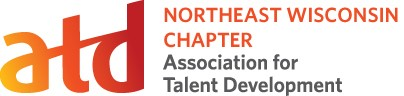 atd
NORTHEAST WISCONSIN
CHAPTER
Association for
Talent Development